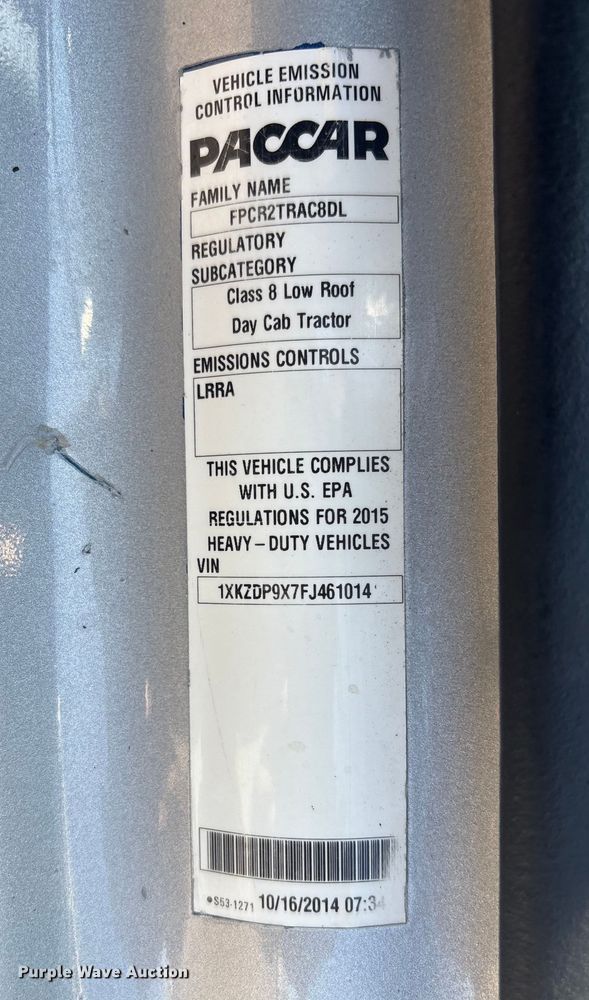 VEHICLE EMISSION
CONTROL INFORMATION
PACCAR
FAMILY NAME
FPCR2TRAC8DL
REGULATORY
SUBCATEGORY
Class 8 Low Roof
Day Cab Tractor
EMISSIONS CONTROLS
LRRA
THIS VEHICLE COMPLIES
WITH U.S. EPA
REGULATIONS FOR 2015
HEAVY-DUTY VEHICLES
VIN
1XKZDP9X7FJ461014
S53-1271 10/16/2014 07:34
Purple Wave Auction